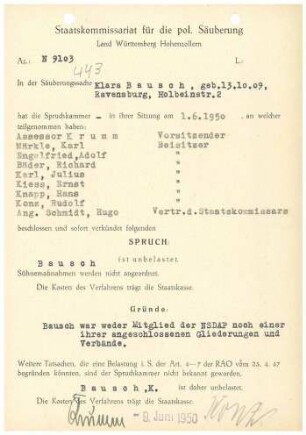 Staatskommissariat für die pol. Säuberung
Land Württemberg Hohenzollern
Az.: N 9103
L:
443
In der Säuberungssache Klara Bausch, geb.13.10.09,
Ravensburg, Holbeinstr.2
hat die Spruchkammer – in ihrer Sitzung am 1.6.1950 . an welcher
teilgenommen haben:
Assessor Krumm Vorsitzender
Märkle, Karl Beisitzer
Engelfried,Adolf "
Bäder, Richard "
Karl, Julius "
Kiess, Ernst "
Knapp, Hans "
Konz, Rudolf "
Ang. Schmidt, Hugo Vertr.d.Staatskommissars
beschlossen und sofort verkündet folgenden
SPRUCH:
Bausch ist unbelastet.
Sühnemaßnahmen werden nicht angeordnet.
Die Kosten des Verfahrens trägt die Staatskasse.
Gründe:
Bausch war weder Mitglied der NSDAP noch einer
ihrer angeschlossenen Gliederungen und
Verbände.
Weitere Tatsachen, die eine Belastung i. S. der Art. 4–7 der RAO vom 25. 4. 47
begründen könnten, sind der Spruchkammer nicht bekannt geworden.
Bausch,K. ist daher unbelastet.
Die Kosten des Verfahrens trägt die Staatskasse.
Krumm 8. Juni 1950 Konz